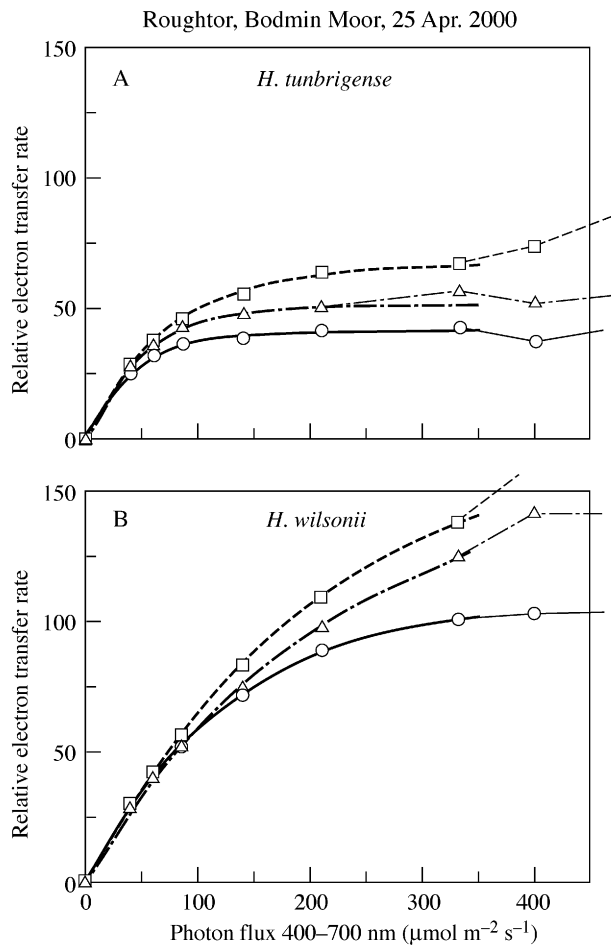 Roughtor, Bodmin Moor, 25 Apr. 2000
A
H. tunbrigense
150
100
50
0
Relative electron transfer rate
B
H. wilsonii
150
100
50
0
Relative electron transfer rate
0 100 200 300 400
Photon flux 400–700 nm (μmol m⁻² s⁻¹)